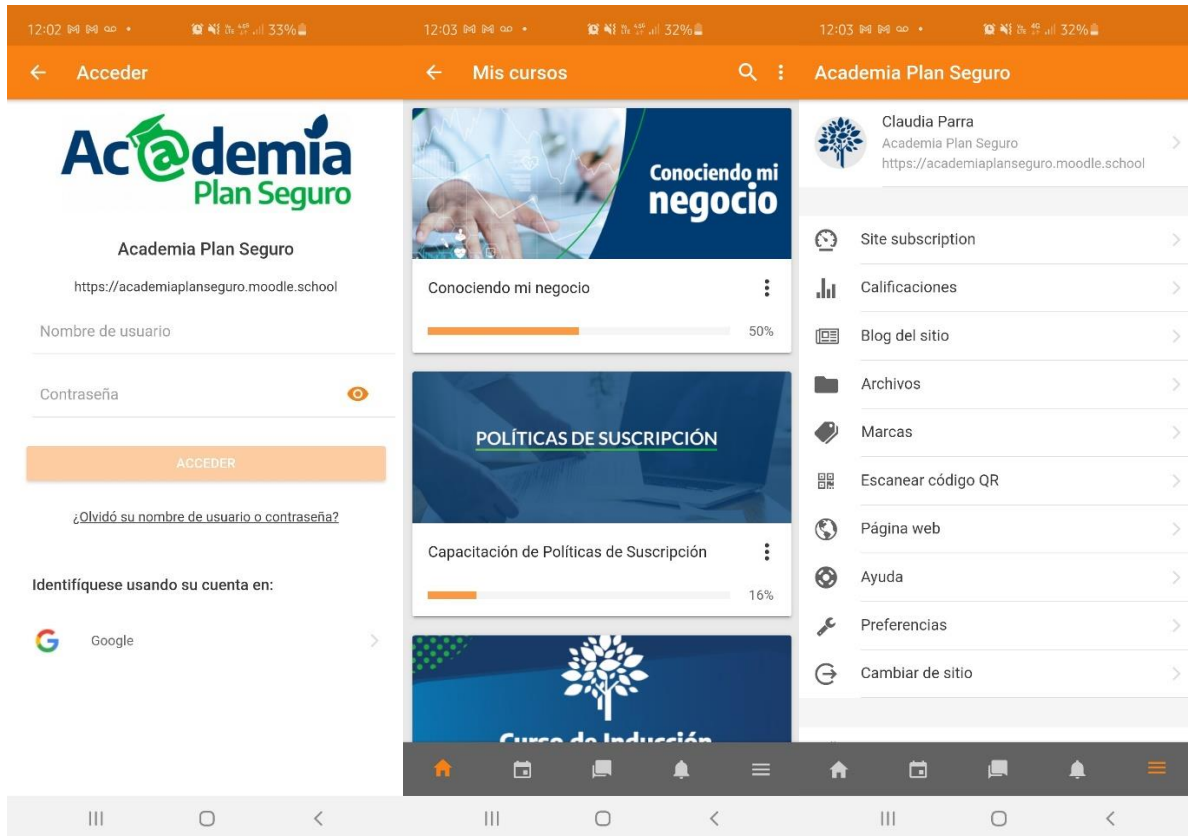 12:02
33%
Acceder
Ac@demia
Plan Seguro
Academia Plan Seguro
https://academiaplanseguro.moodle.school
Nombre de usuario
Contraseña
ACCEDER
¿Olvidó su nombre de usuario o contraseña?
Identifíquese usando su cuenta en:
Google
12:03
32%
Mis cursos
Conociendo mi
negocio
Conociendo mi negocio
50%
POLÍTICAS DE SUSCRIPCIÓN
Capacitación de Políticas de Suscripción
16%
Curso de Inducción
12:03
4G
32%
Academia Plan Seguro
Claudia Parra
Academia Plan Seguro
https://academiaplanseguro.moodle.school
Site subscription
Calificaciones
Blog del sitio
Archivos
Marcas
Escanear código QR
Página web
Ayuda
Preferencias
Cambiar de sitio